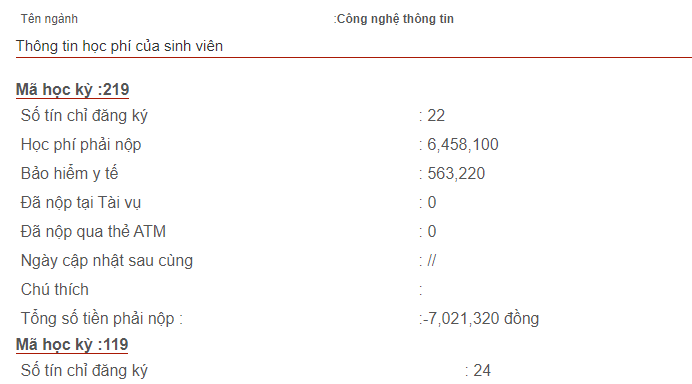 Tên ngành :Công nghệ thông tin
Thông tin học phí của sinh viên
Mã học kỳ :219
Số tín chỉ đăng ký : 22
Học phí phải nộp : 6,458,100
Bảo hiểm y tế : 563,220
Đã nộp tại Tài vụ : 0
Đã nộp qua thẻ ATM : 0
Ngày cập nhật sau cùng : //
Chú thích :
Tổng số tiền phải nộp : :-7,021,320 đồng
Mã học kỳ :119
Số tín chỉ đăng ký : 24